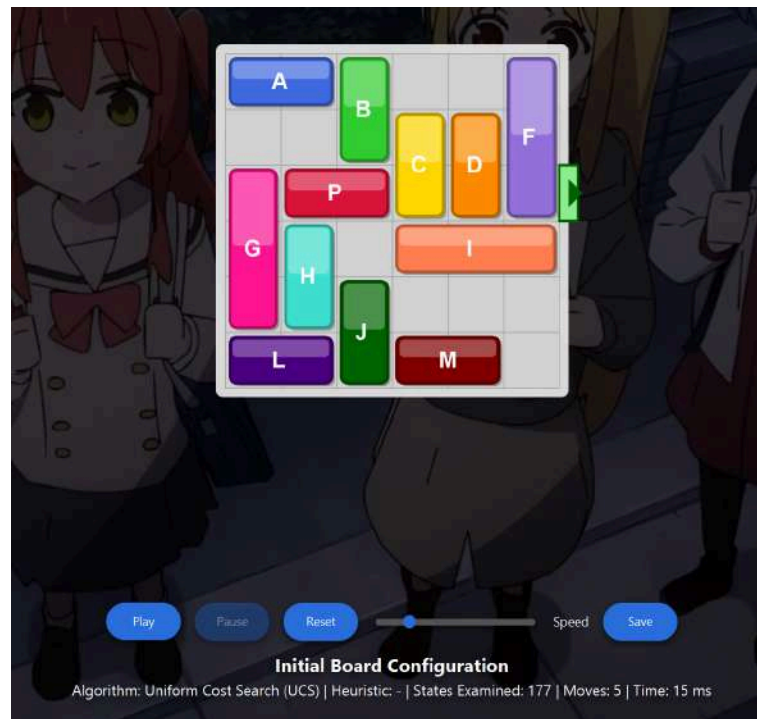 A
B
F
C
D
P
G
H
I
J
L
M
Play
Pause
Reset
Speed
Save
Initial Board Configuration
Algorithm: Uniform Cost Search (UCS) | Heuristic: - | States Examined: 177 | Moves: 5 | Time: 15 ms